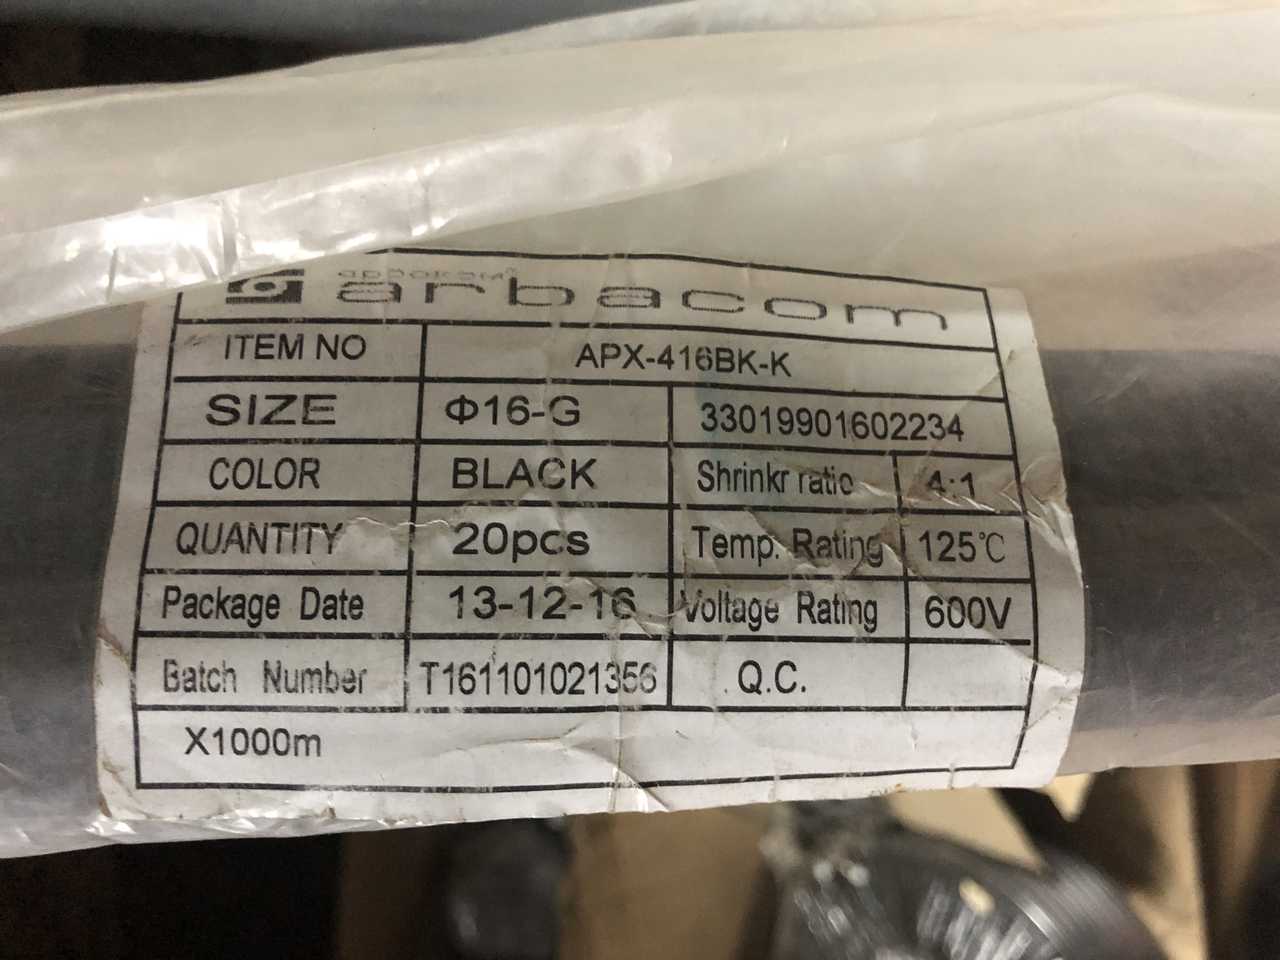 arbacom
ITEM NO APX-416BK-K
SIZE Φ16-G 33019901602234
COLOR BLACK Shrinkr ratio 4:1
QUANTITY 20pcs Temp. Rating 125℃
Package Date 13-12-16 Voltage Rating 600V
Batch Number T161101021356 Q.C.
X1000m